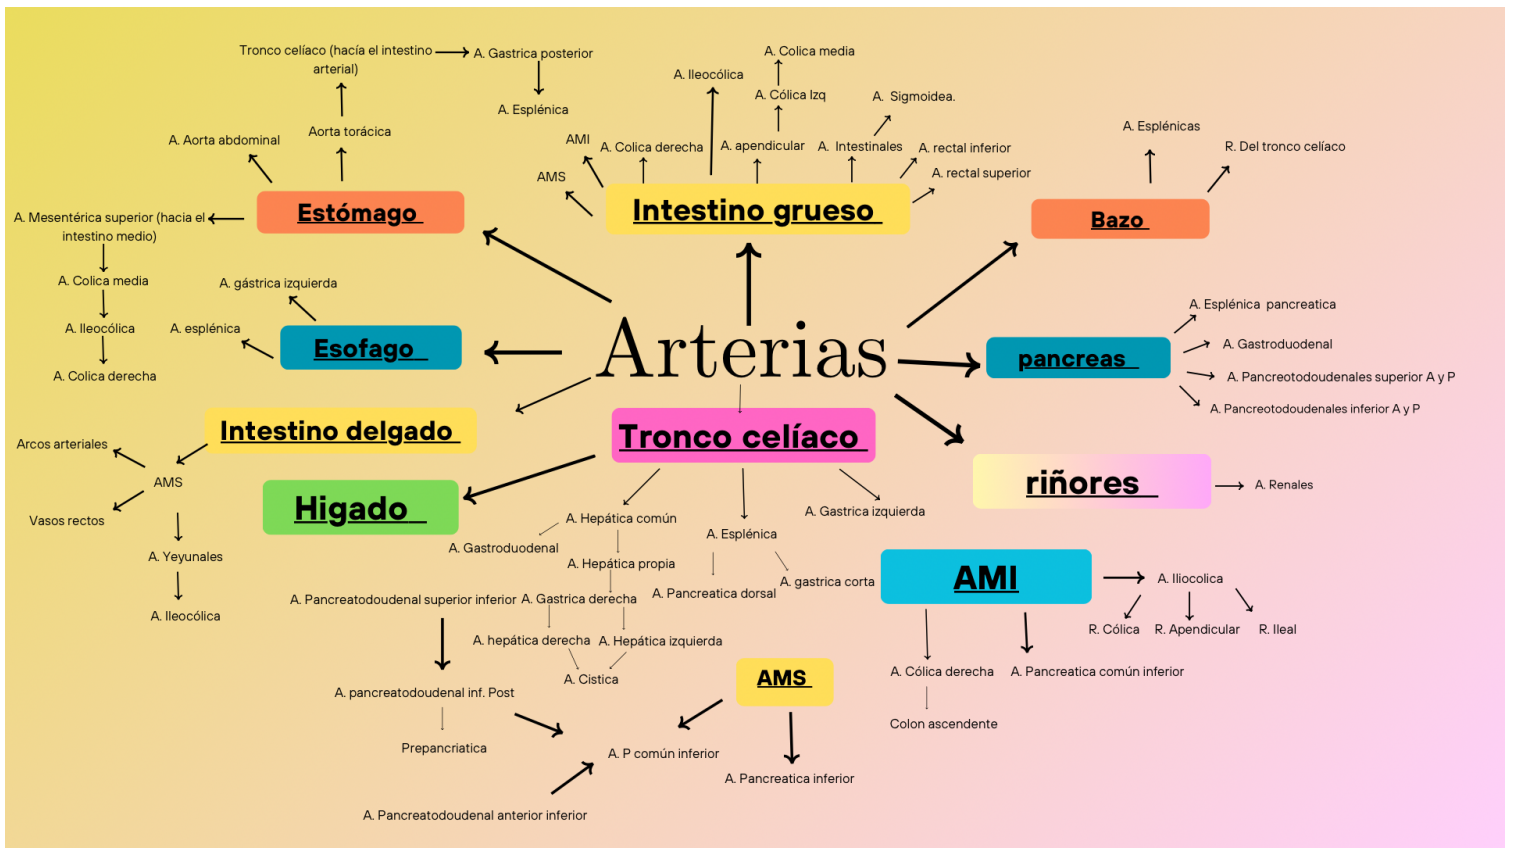 Tronco celíaco (hacía el intestino
arterial)
A. Gastrica posterior
A. Esplénica
A. Aorta abdominal
Aorta torácica
Estómago
A. Mesentérica superior (hacia el
intestino medio)
A. Colica media
A. Ileocólica
A. Colica derecha
A. Colica media
A. Ileocólica
A. Cólica Izq
A. Sigmoidea.
AMI
A. Colica derecha
A. apendicular
A. Intestinales
A. rectal inferior
AMS
A. rectal superior
Intestino grueso
A. Esplénicas
R. Del tronco celíaco
Bazo
A. gástrica izquierda
A. esplénica
Esofago
Arterias
A. Esplénica pancreatica
A. Gastroduodenal
pancreas
A. Pancreotodoudenales superior A y P
A. Pancreotodoudenales inferior A y P
Intestino delgado
Arcos arteriales
AMS
Vasos rectos
A. Yeyunales
A. Ileocólica
Tronco celíaco
riñores
A. Renales
Higado
A. Hepática común
A. Gastrica izquierda
A. Esplénica
A. Gastroduodenal
A. Hepática propia
A. gastrica corta
A. Pancreatica dorsal
A. Pancreatodoudenal superior inferior
A. Gastrica derecha
A. hepática derecha
A. Hepática izquierda
A. Cistica
AMI
A. Iliocolica
R. Cólica
R. Apendicular
R. Ileal
A. Cólica derecha
A. Pancreatica común inferior
Colon ascendente
AMS
A. pancreatodoudenal inf. Post
Prepancriatica
A. P común inferior
A. Pancreatica inferior
A. Pancreatodoudenal anterior inferior